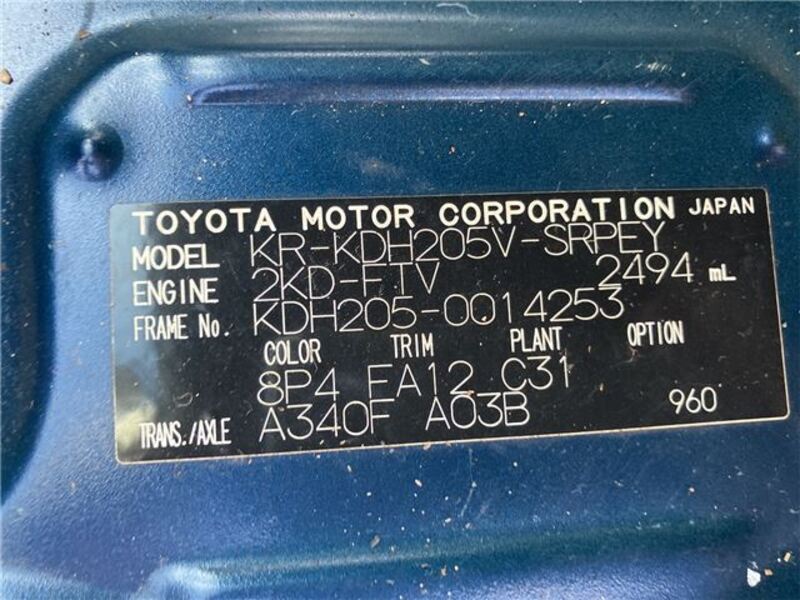 TOYOTA MOTOR CORPORATION JAPAN
MODEL KR-KDH205V-SRPEY
ENGINE 2KD-FTV 2494 mL
FRAME No. KDH205-0014253
COLOR TRIM PLANT OPTION
8P4 FA12 C31
TRANS./AXLE A340F A03B 960